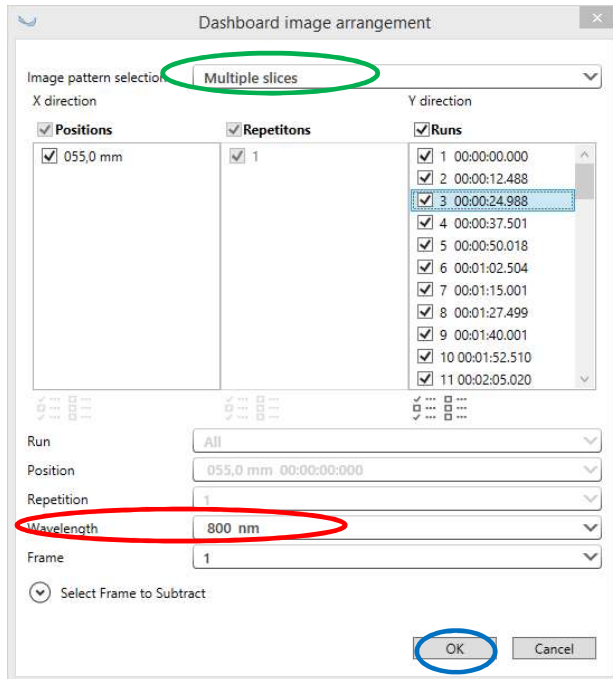 Dashboard image arrangement
Image pattern selection Multiple slices
X direction Y direction
Positions Repetitons Runs
055,0 mm 1 1 00:00:00.000
2 00:00:12.488
3 00:00:24.988
4 00:00:37.501
5 00:00:50.018
6 00:01:02.504
7 00:01:15.001
8 00:01:27.499
9 00:01:40.001
10 00:01:52.510
11 00:02:05.020
Run All
Position 055,0 mm 00:00:00:000
Repetition 1
Wavelength 800 nm
Frame 1
Select Frame to Subtract
OK Cancel